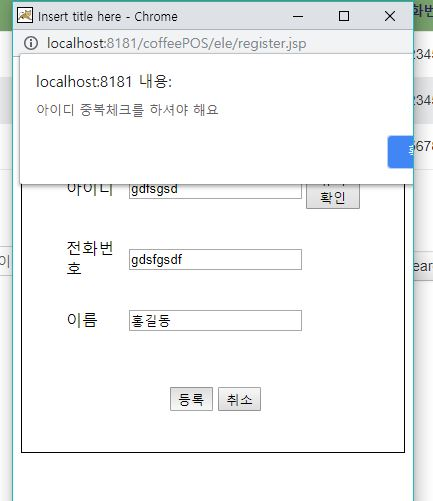 Insert title here - Chrome
localhost:8181/coffeePOS/ele/register.jsp
localhost:8181 내용:
아이디 중복체크를 하셔야 해요
아이디
gdfsgsd
확인
전화번
호
gdsfgsdf
이름
홍길동
등록
취소